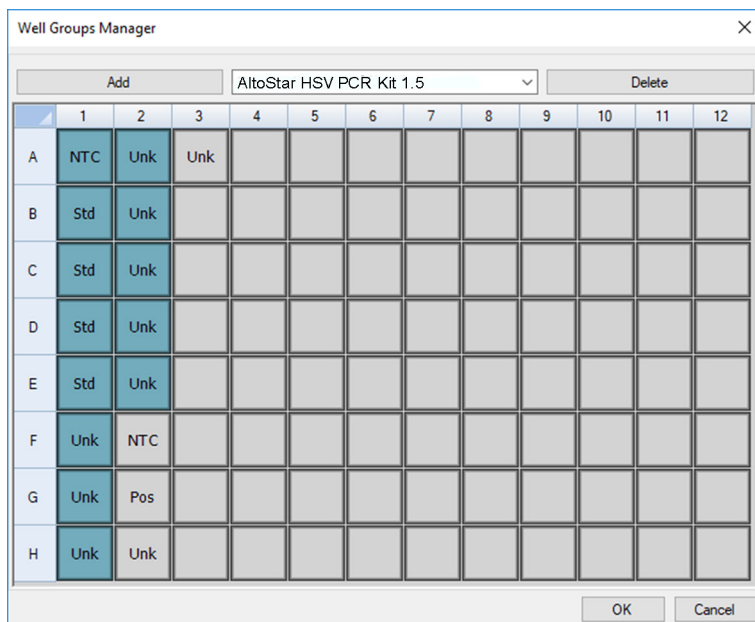 Well Groups Manager
Add AltoStar HSV PCR Kit 1.5 Delete
1 2 3 4 5 6 7 8 9 10 11 12
A NTC Unk Unk
B Std Unk
C Std Unk
D Std Unk
E Std Unk
F Unk NTC
G Unk Pos
H Unk Unk
OK Cancel